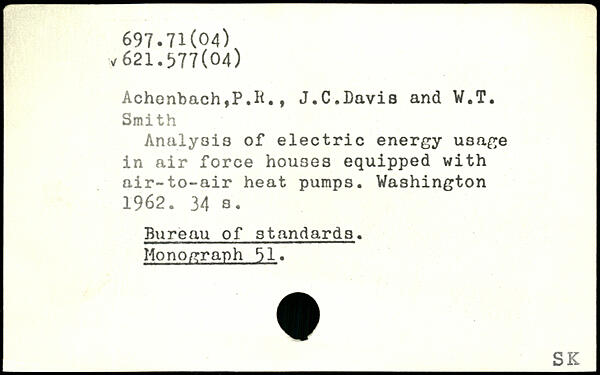 697.71(04)
v621.577(04)
Achenbach,P.R., J.C.Davis and W.T.
Smith
Analysis of electric energy usage
in air force houses equipped with
air-to-air heat pumps. Washington
1962. 34 s.
Bureau of standards.
Monograph 51.
SK